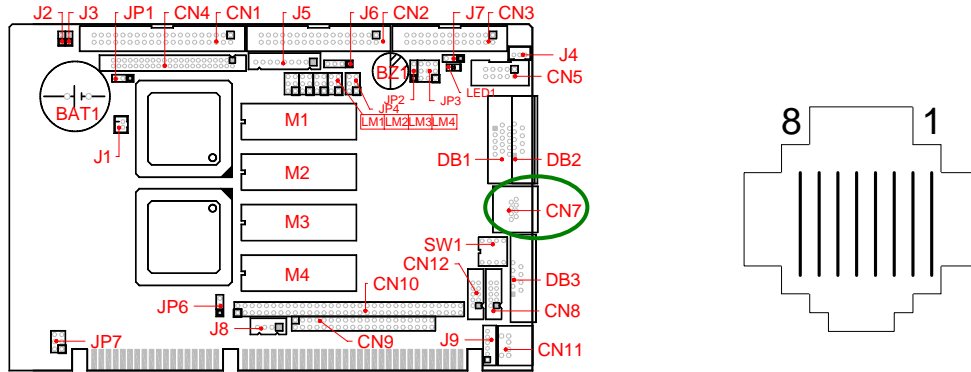 J2 J3 JP1 CN4 CN1 J5 J6 CN2 J7 CN3
J4
BZ1
CN5
LED1
JP2 JP3
JP4
BAT1
LM1 LM2 LM3 LM4
M1
J1
DB1 DB2
M2
CN7
M3
SW1
CN12
M4
CN10
DB3
JP6
CN8
J8
JP7
CN9
J9
CN11
8 1